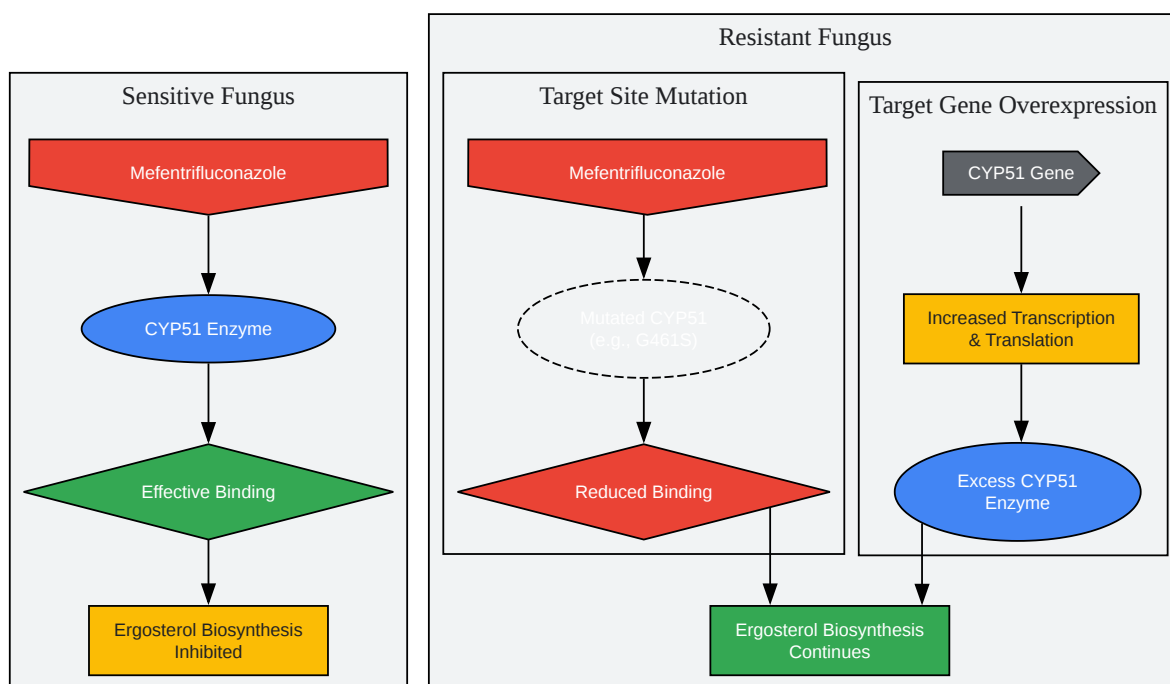 Resistant Fungus
Sensitive Fungus
Target Site Mutation
Target Gene Overexpression
Mefentrifluconazole
Mefentrifluconazole
CYP51 Gene
CYP51 Enzyme
Mutated CYP51
(e.g., G461S)
Increased Transcription
& Translation
Effective Binding
Reduced Binding
Excess CYP51
Enzyme
Ergosterol Biosynthesis
Inhibited
Ergosterol Biosynthesis
Continues